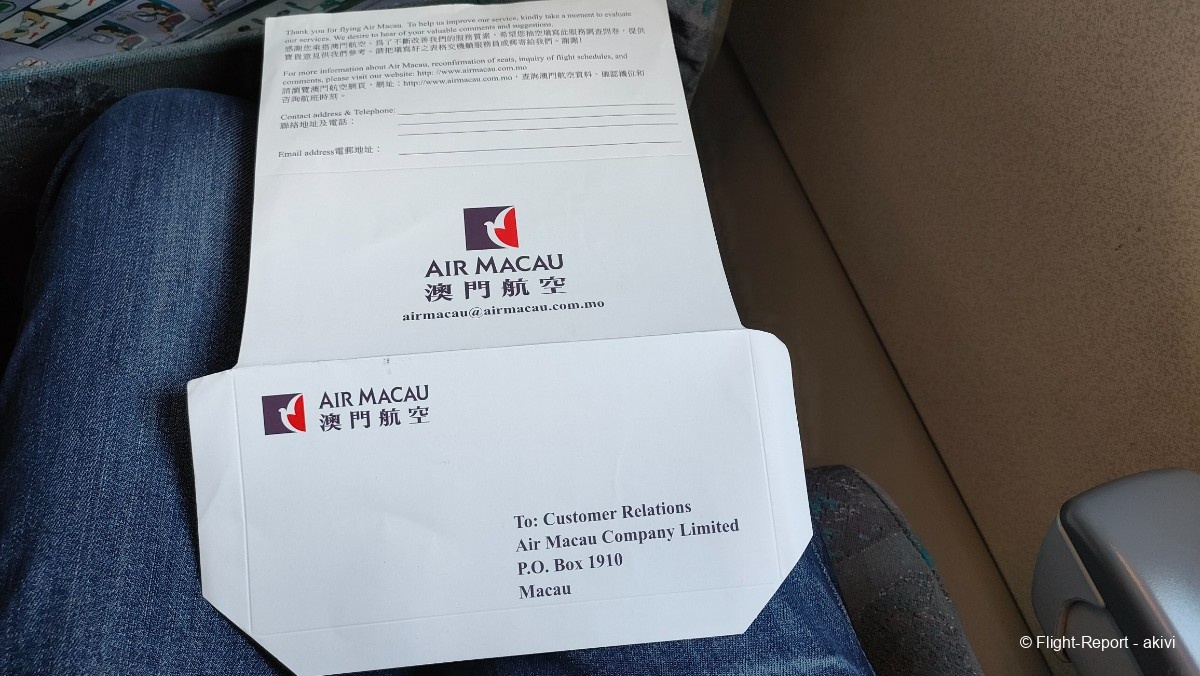 Thank you for flying Air Macau. To help us improve our service, kindly take a moment to evaluate
our services. We desire to hear of your valuable comments and suggestions.
感謝您乘搭澳門航空。為了不斷改善我們的服務質素，希望您抽空填寫此服務調查問卷，提供
寶貴意見供我們參考。請把填寫好之表格交機艙服務員或郵寄給我們。謝謝!
For more information about Air Macau, reconfirmation of seats, inquiry of flight schedules, and
comments, please visit our website: http: //www.airmacau.com.mo
請瀏覽澳門航空網頁，網址：http://www.airmacau.com.mo，查詢澳門航空資料、確認機位和
咨詢航班時刻。
Contact address & Telephone:
聯絡地址及電話：
Email address電郵地址：
AIR MACAU
澳門航空
airmacau@airmacau.com.mo
AIR MACAU
澳門航空
To: Customer Relations
Air Macau Company Limited
P.O. Box 1910
Macau
© Flight-Report - akivi